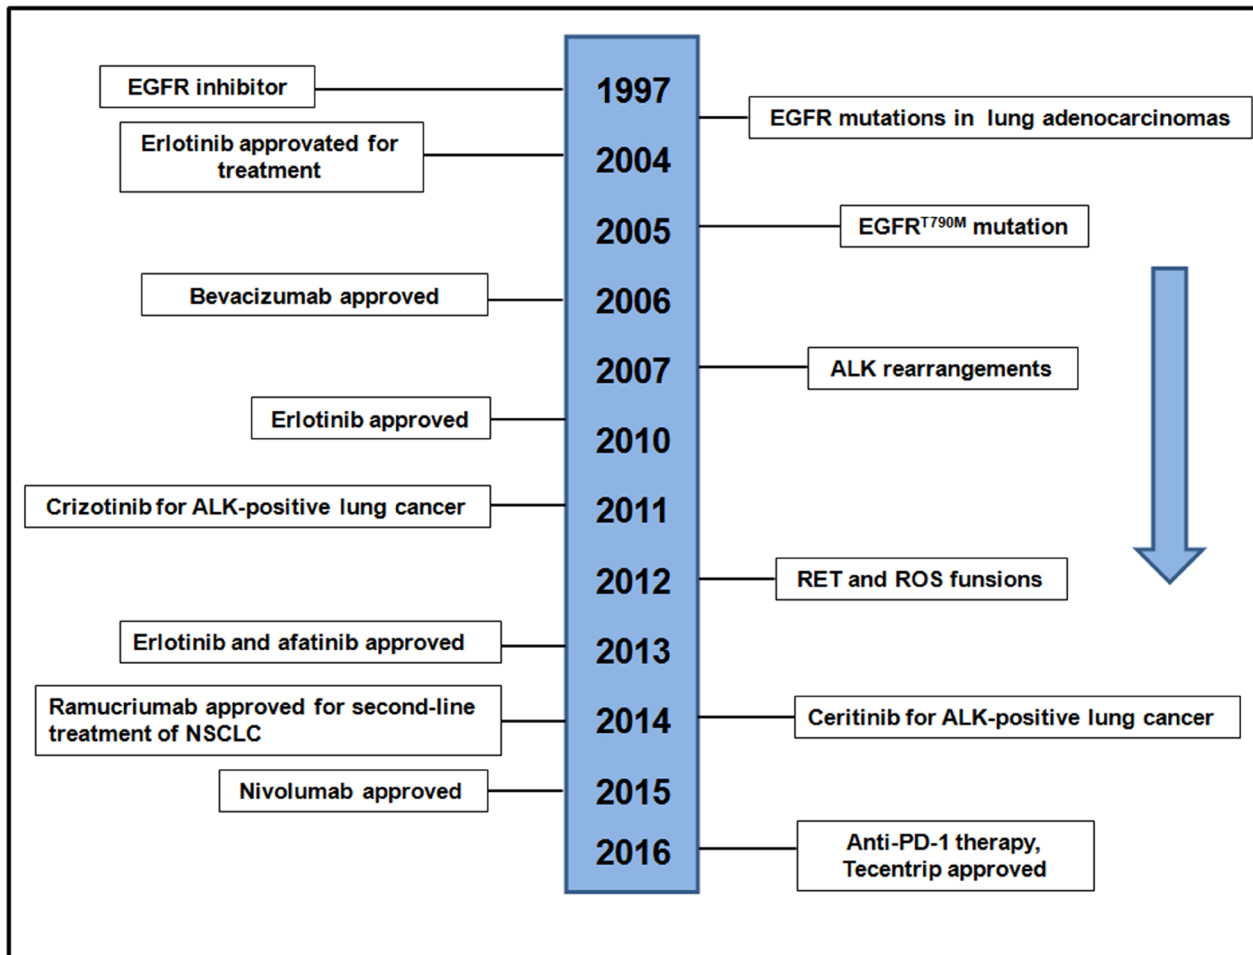 EGFR inhibitor
1997
EGFR mutations in lung adenocarcinomas
Erlotinib approvated for
treatment
2004
2005
EGFRT790M mutation
Bevacizumab approved
2006
2007
ALK rearrangements
Erlotinib approved
2010
Crizotinib for ALK-positive lung cancer
2011
2012
RET and ROS funsions
Erlotinib and afatinib approved
2013
Ramucriumab approved for second-line
treatment of NSCLC
2014
Ceritinib for ALK-positive lung cancer
Nivolumab approved
2015
2016
Anti-PD-1 therapy,
Tecentrip approved